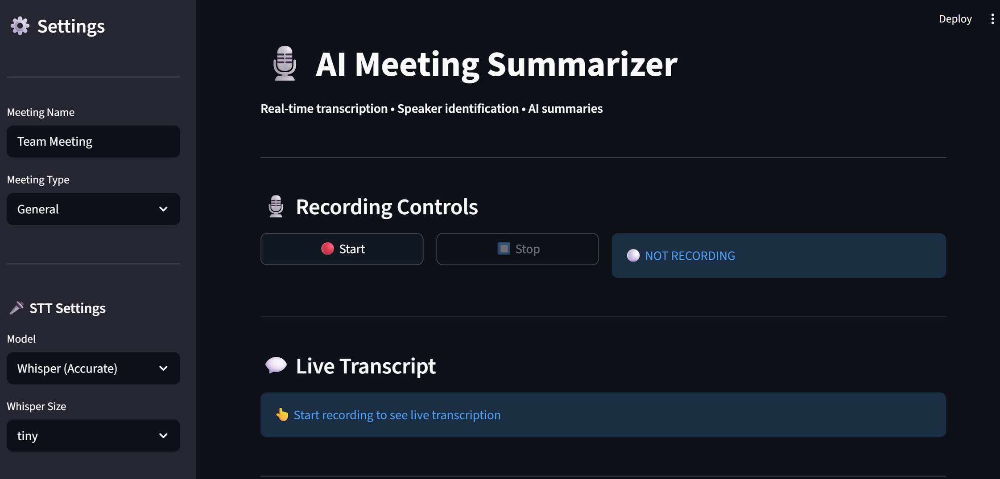 Settings
Meeting Name
Team Meeting
Meeting Type
General
STT Settings
Model
Whisper (Accurate)
Whisper Size
tiny
Deploy
AI Meeting Summarizer
Real-time transcription • Speaker identification • AI summaries
Recording Controls
Start
Stop
NOT RECORDING
Live Transcript
Start recording to see live transcription